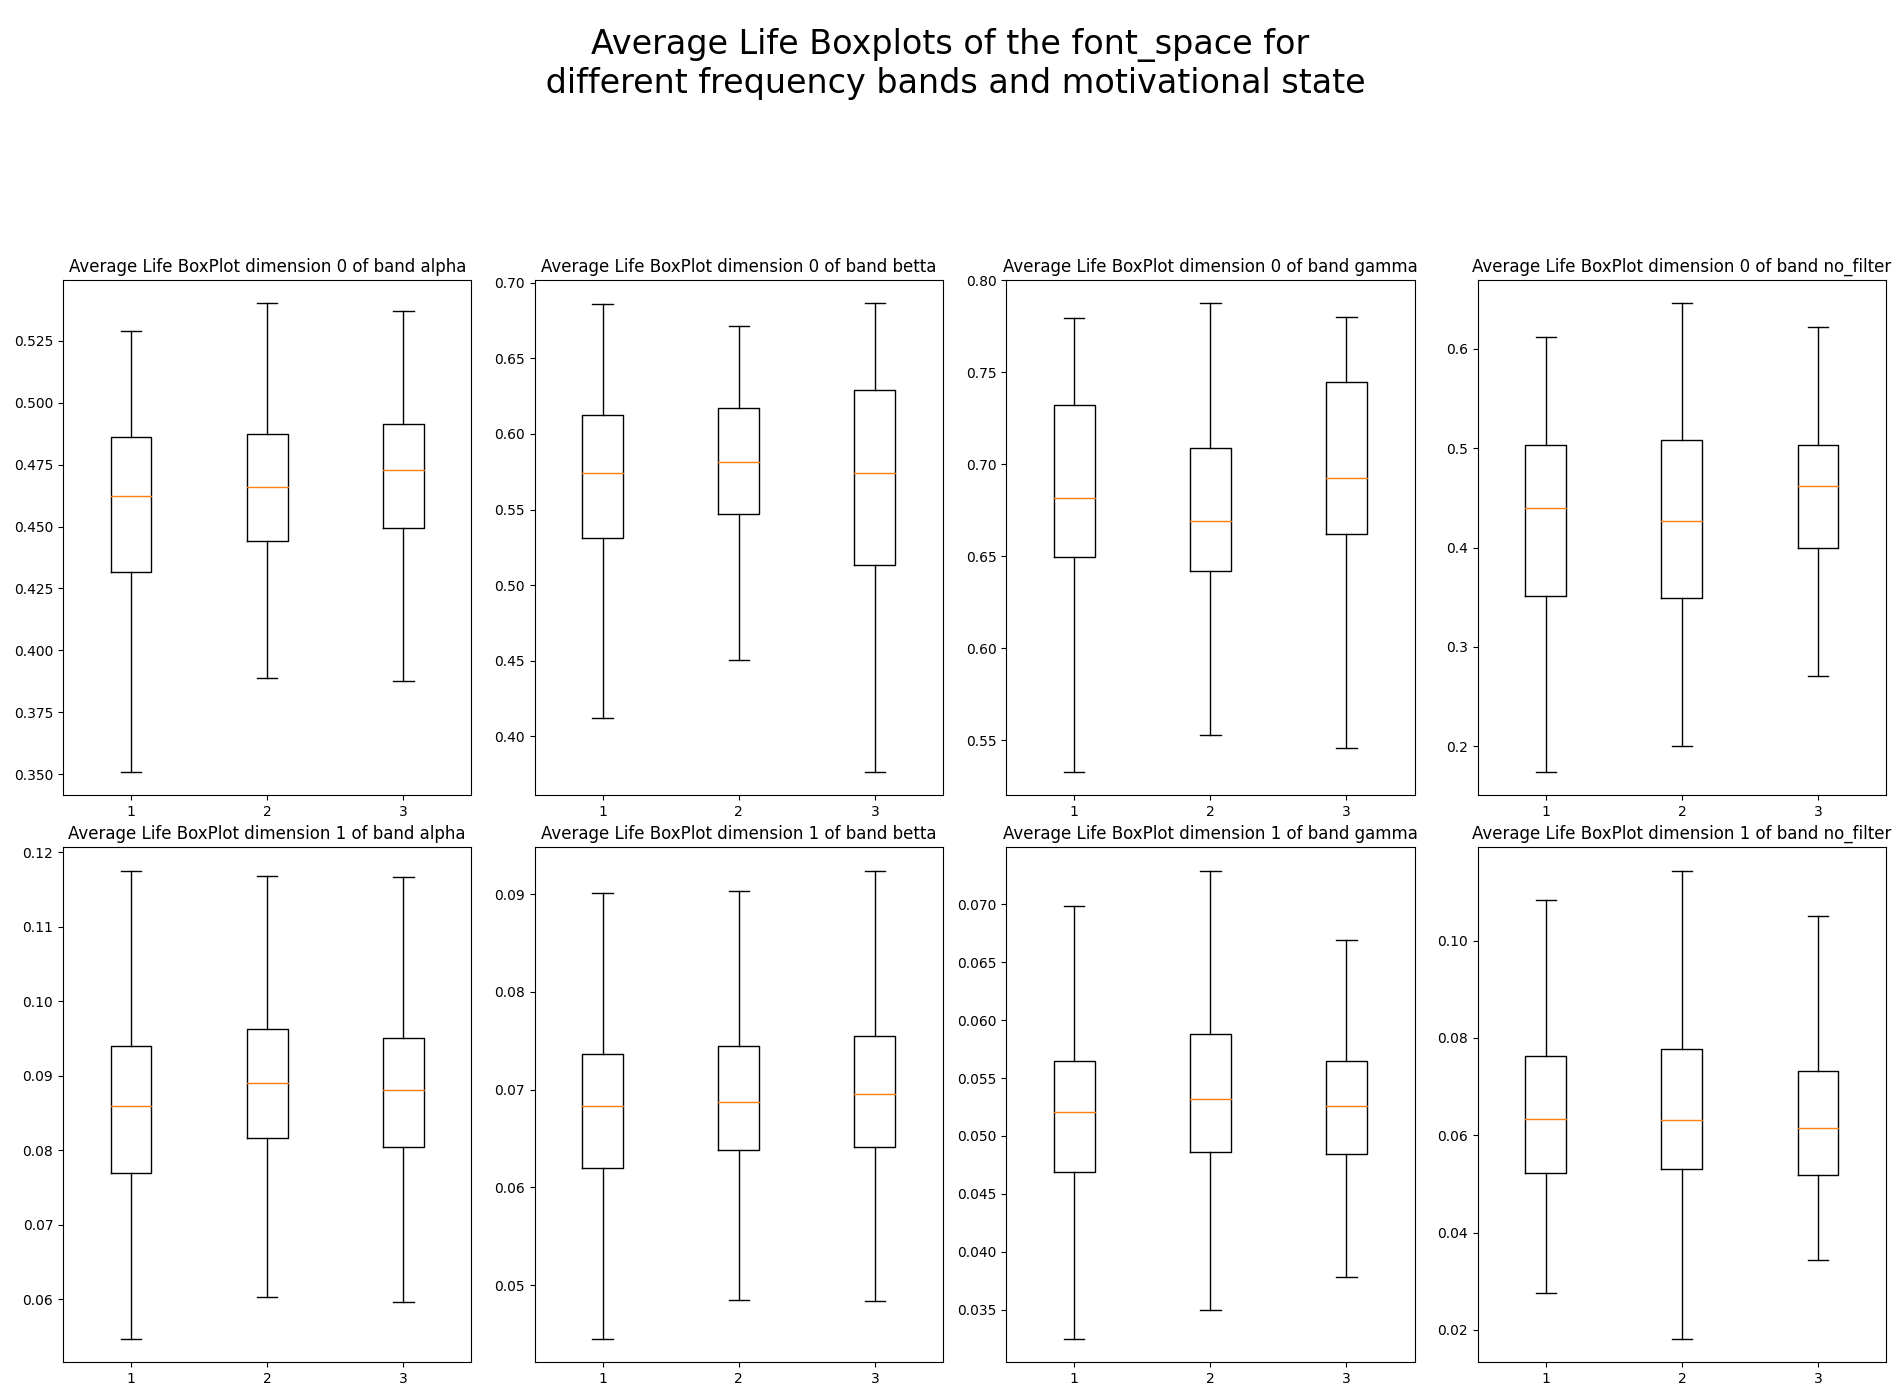 Average Life Boxplots of the font_space for
different frequency bands and motivational state
Average Life BoxPlot dimension 0 of band alpha
0.525
0.500
0.475
0.450
0.425
0.400
0.375
0.350
1 2 3
Average Life BoxPlot dimension 0 of band betta
0.70
0.65
0.60
0.55
0.50
0.45
0.40
1 2 3
Average Life BoxPlot dimension 0 of band gamma
0.80
0.75
0.70
0.65
0.60
0.55
1 2 3
Average Life BoxPlot dimension 0 of band no_filter
0.6
0.5
0.4
0.3
0.2
1 2 3
Average Life BoxPlot dimension 1 of band alpha
0.12
0.11
0.10
0.09
0.08
0.07
0.06
1 2 3
Average Life BoxPlot dimension 1 of band betta
0.09
0.08
0.07
0.06
0.05
1 2 3
Average Life BoxPlot dimension 1 of band gamma
0.070
0.065
0.060
0.055
0.050
0.045
0.040
0.035
1 2 3
Average Life BoxPlot dimension 1 of band no_filter
0.10
0.08
0.06
0.04
0.02
1 2 3